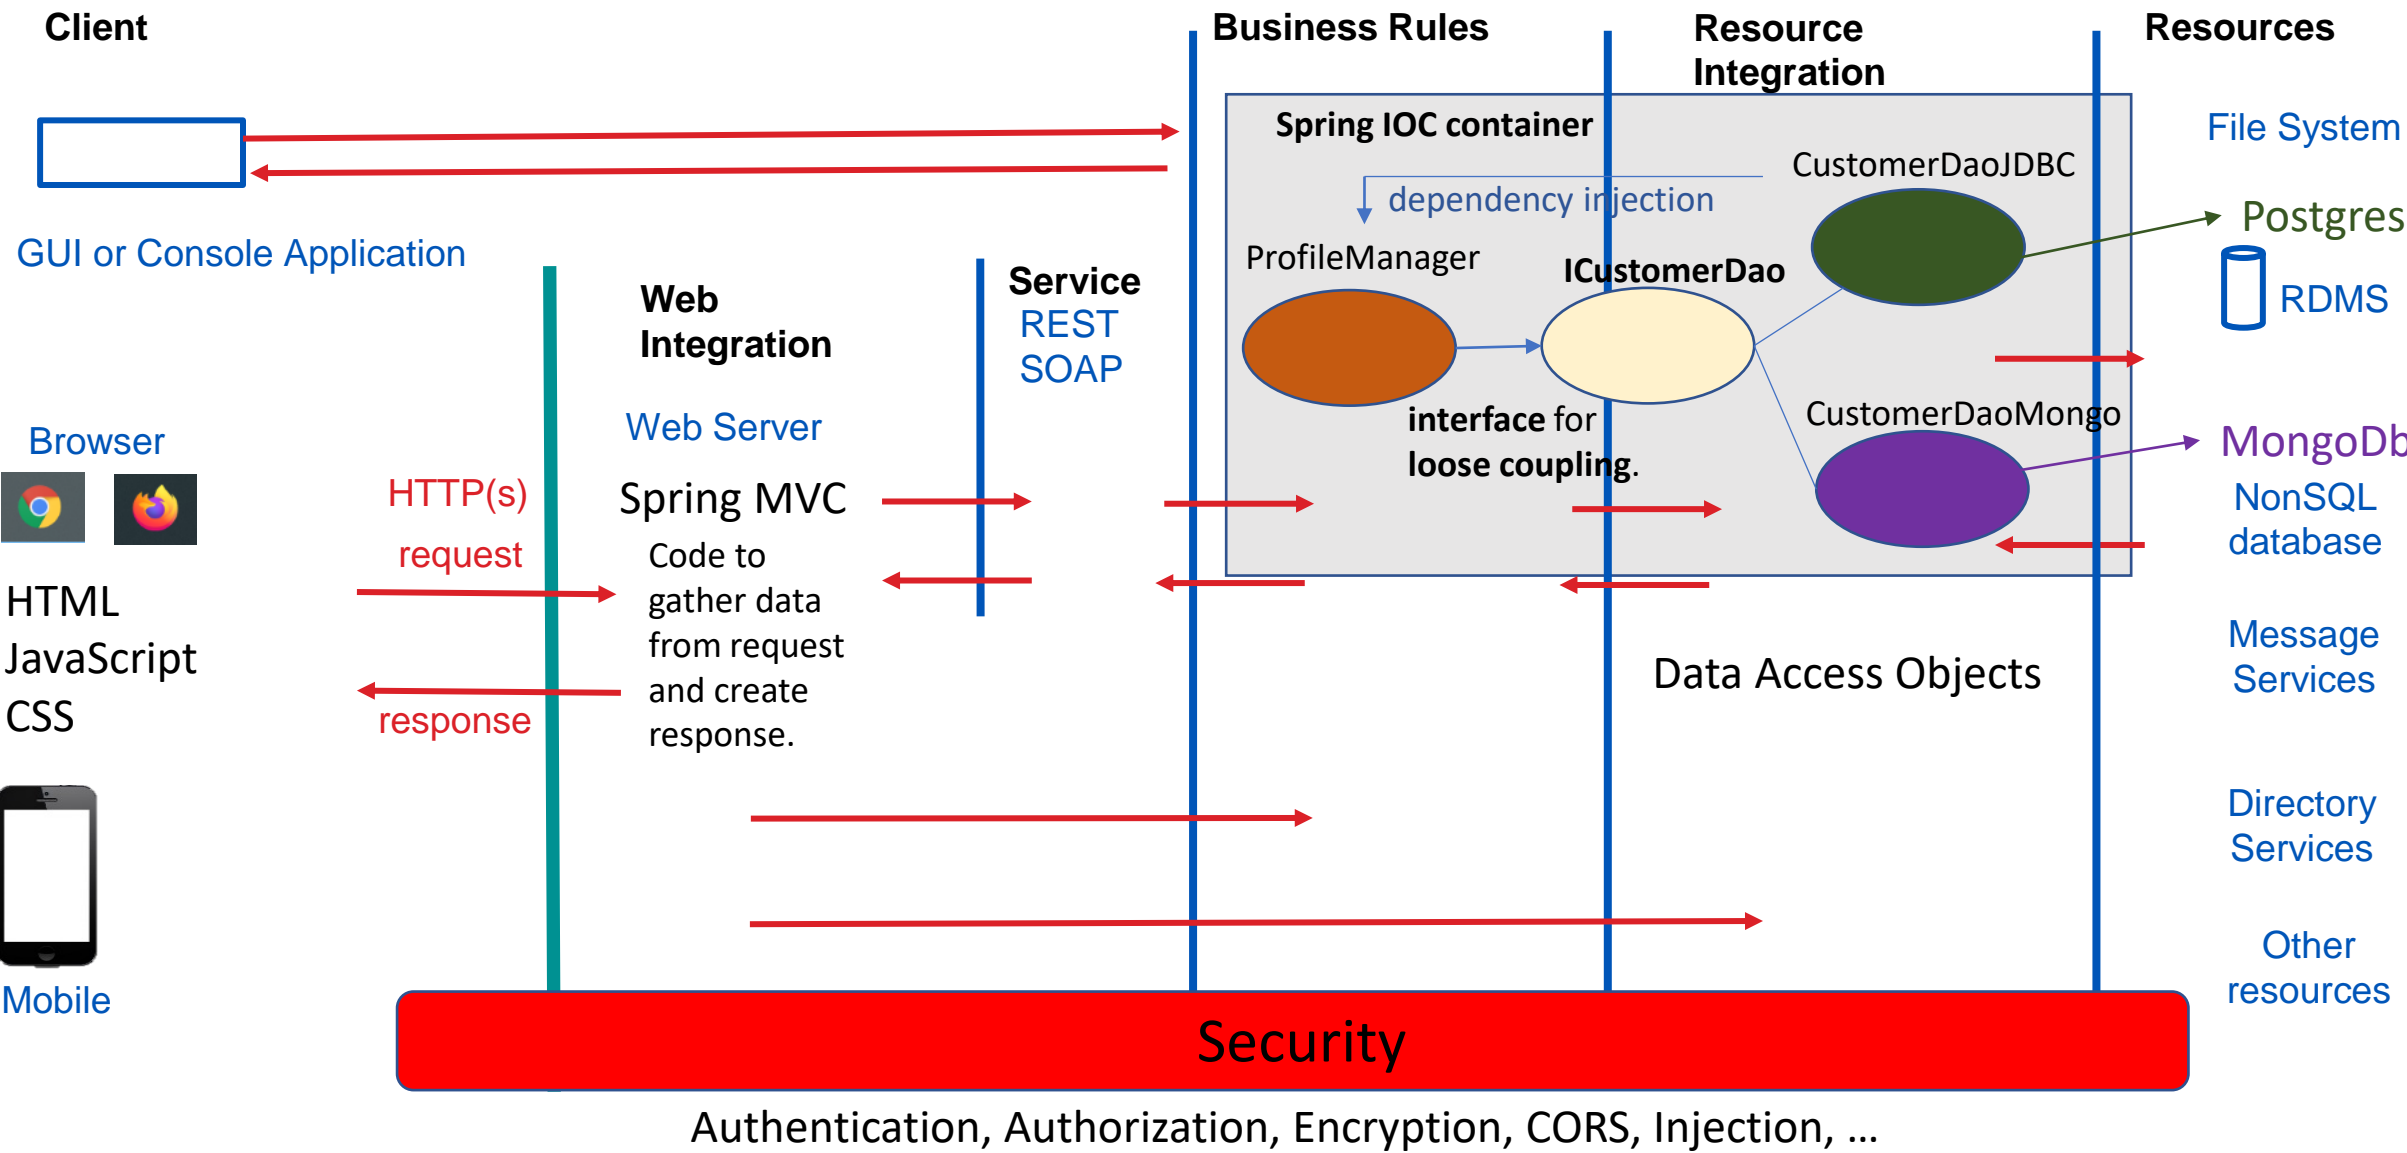 Client
Business Rules
Resource
Integration
Resources
Spring IOC container
File System
CustomerDaoJDBC
dependency injection
Postgres
GUI or Console Application
ProfileManager
ICustomerDao
Web
Integration
Service
REST
SOAP
RDMS
interface for
loose coupling.
CustomerDaoMongo
MongoDb
NonSQL
database
Browser
Web Server
HTTP(s)
request
Spring MVC
Code to
gather data
from request
and create
response.
HTML
JavaScript
CSS
response
Data Access Objects
Message
Services
Directory
Services
Other
resources
Mobile
Security
Authentication, Authorization, Encryption, CORS, Injection, ...